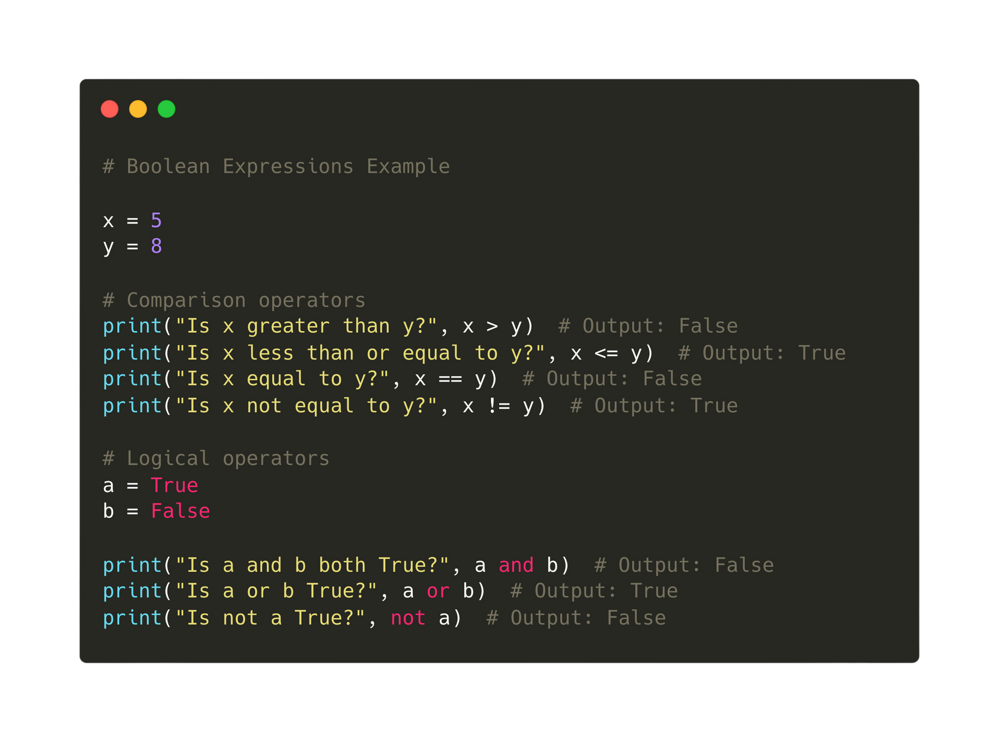 # Boolean Expressions Example
x = 5
y = 8
# Comparison operators
print("Is x greater than y?", x > y)  # Output: False
print("Is x less than or equal to y?", x <= y)  # Output: True
print("Is x equal to y?", x == y)  # Output: False
print("Is x not equal to y?", x != y)  # Output: True
# Logical operators
a = True
b = False
print("Is a and b both True?", a and b)  # Output: False
print("Is a or b True?", a or b)  # Output: True
print("Is not a True?", not a)  # Output: False